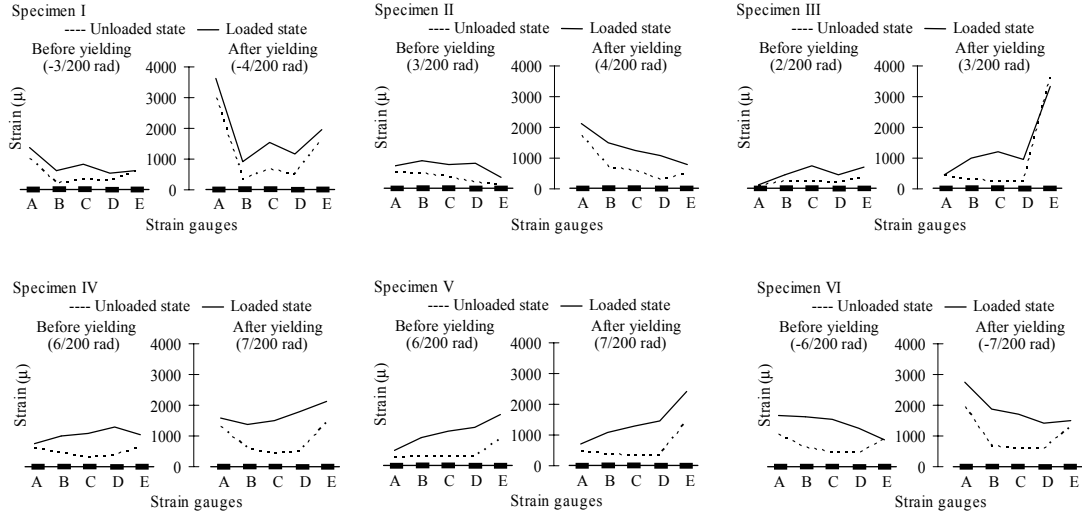 Specimen I
---- Unloaded state — Loaded state
Before yielding
(-3/200 rad)
After yielding
(-4/200 rad)
Strain (μ)
4000
3000
2000
1000
0
A B C D E A B C D E
Strain gauges
Specimen II
---- Unloaded state — Loaded state
Before yielding
(3/200 rad)
After yielding
(4/200 rad)
Strain (μ)
4000
3000
2000
1000
0
A B C D E A B C D E
Strain gauges
Specimen III
---- Unloaded state — Loaded state
Before yielding
(2/200 rad)
After yielding
(3/200 rad)
Strain (μ)
4000
3000
2000
1000
0
A B C D E A B C D E
Strain gauges
Specimen IV
---- Unloaded state — Loaded state
Before yielding
(6/200 rad)
After yielding
(7/200 rad)
Strain (μ)
4000
3000
2000
1000
0
A B C D E A B C D E
Strain gauges
Specimen V
---- Unloaded state — Loaded state
Before yielding
(6/200 rad)
After yielding
(7/200 rad)
Strain (μ)
4000
3000
2000
1000
0
A B C D E A B C D E
Strain gauges
Specimen VI
---- Unloaded state — Loaded state
Before yielding
(-6/200 rad)
After yielding
(-7/200 rad)
Strain (μ)
4000
3000
2000
1000
0
A B C D E A B C D E
Strain gauges